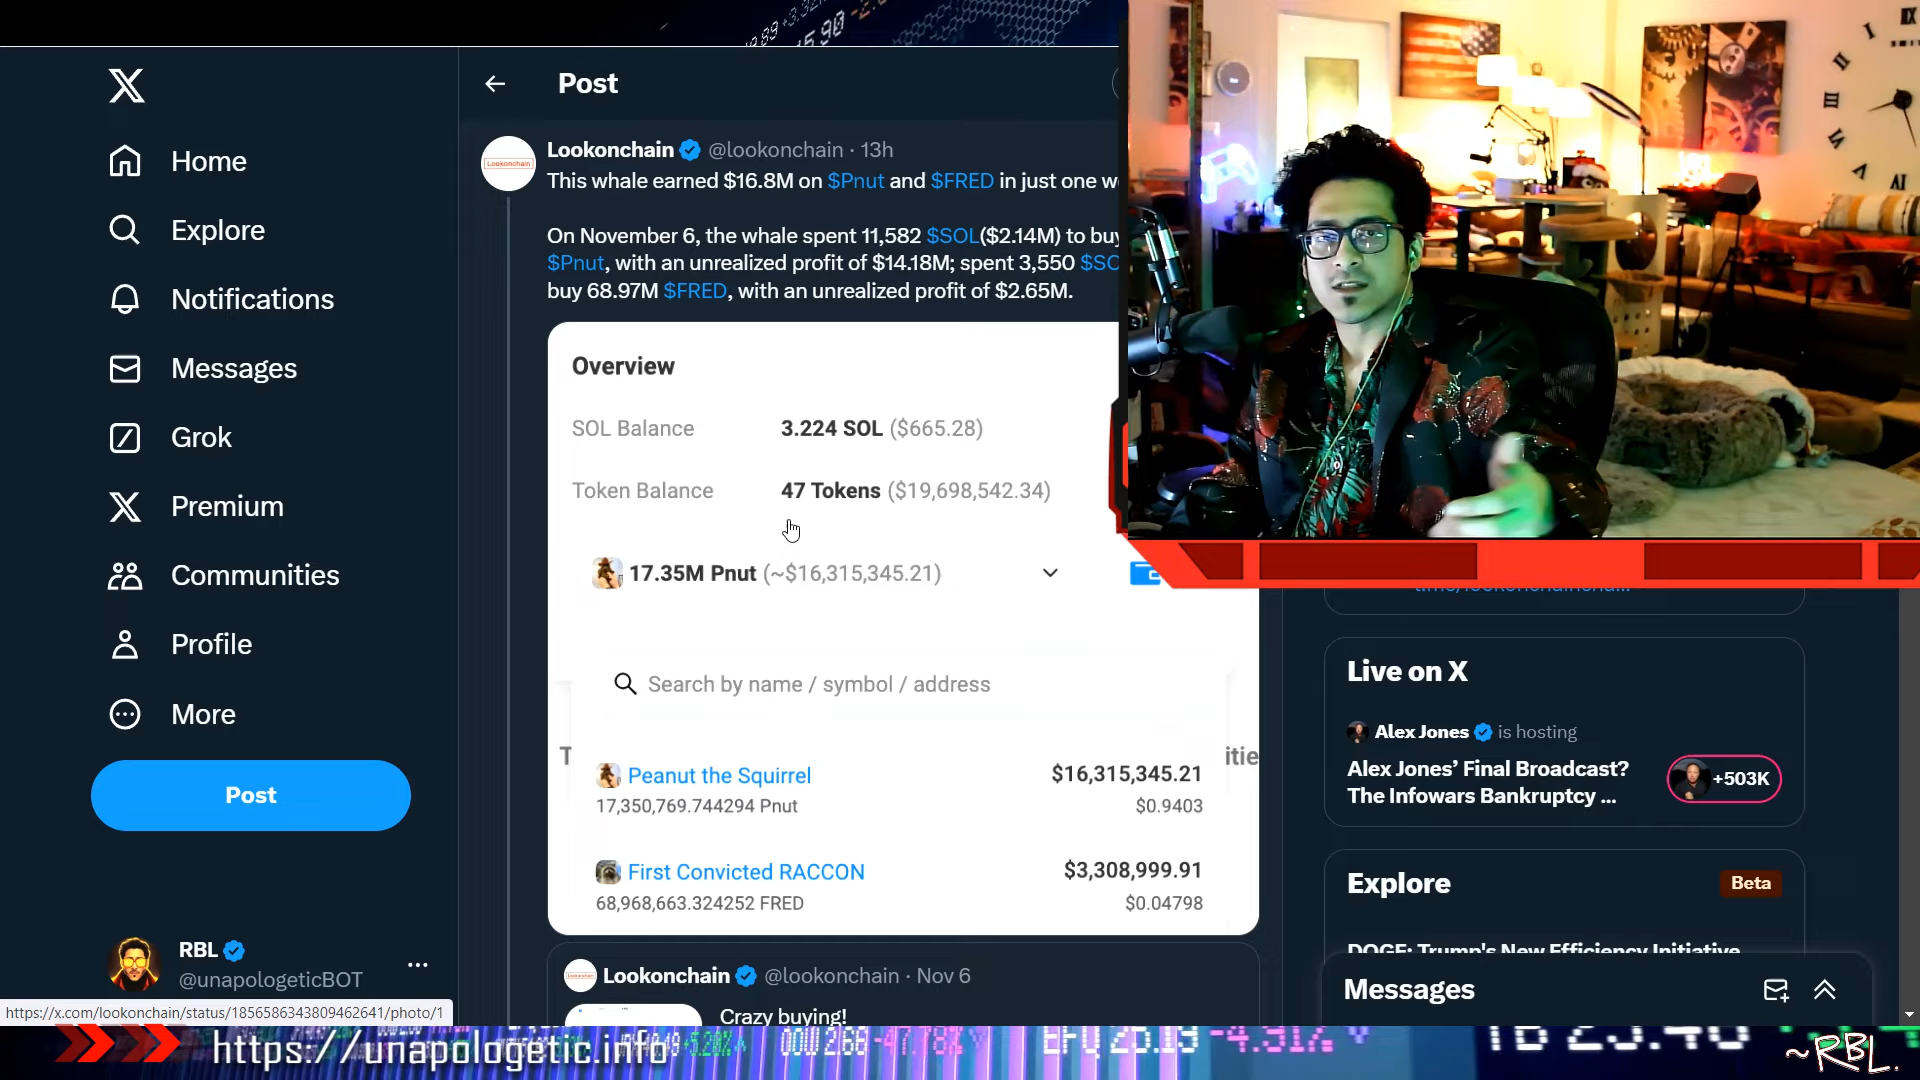 Post
Home
Explore
Notifications
Messages
Grok
Premium
Communities
Profile
More
Post
RBL
@unapologeticBOT
https://x.com/lookonchain/status/1856586343809462641/photo/1
Lookonchain @lookonchain · 13h
This whale earned $16.8M on $Pnut and $FRED in just one w
On November 6, the whale spent 11,582 $SOL($2.14M) to buy
$Pnut, with an unrealized profit of $14.18M; spent 3,550 $SO
buy 68.97M $FRED, with an unrealized profit of $2.65M.
Overview
SOL Balance 3.224 SOL ($665.28)
Token Balance 47 Tokens ($19,698,542.34)
17.35M Pnut (~$16,315,345.21)
Search by name / symbol / address
Peanut the Squirrel $16,315,345.21
17,350,769.744294 Pnut $0.9403
First Convicted RACCON $3,308,999.91
68,968,663.324252 FRED $0.04798
Lookonchain @lookonchain · Nov 6
Crazy buying!
Live on X
Alex Jones is hosting
Alex Jones' Final Broadcast?
The Infowars Bankruptcy ...
+503K
Explore
Beta
DOGE: Trump's New Efficiency Initiative
Messages
https://unapologetic.info
~RBL.